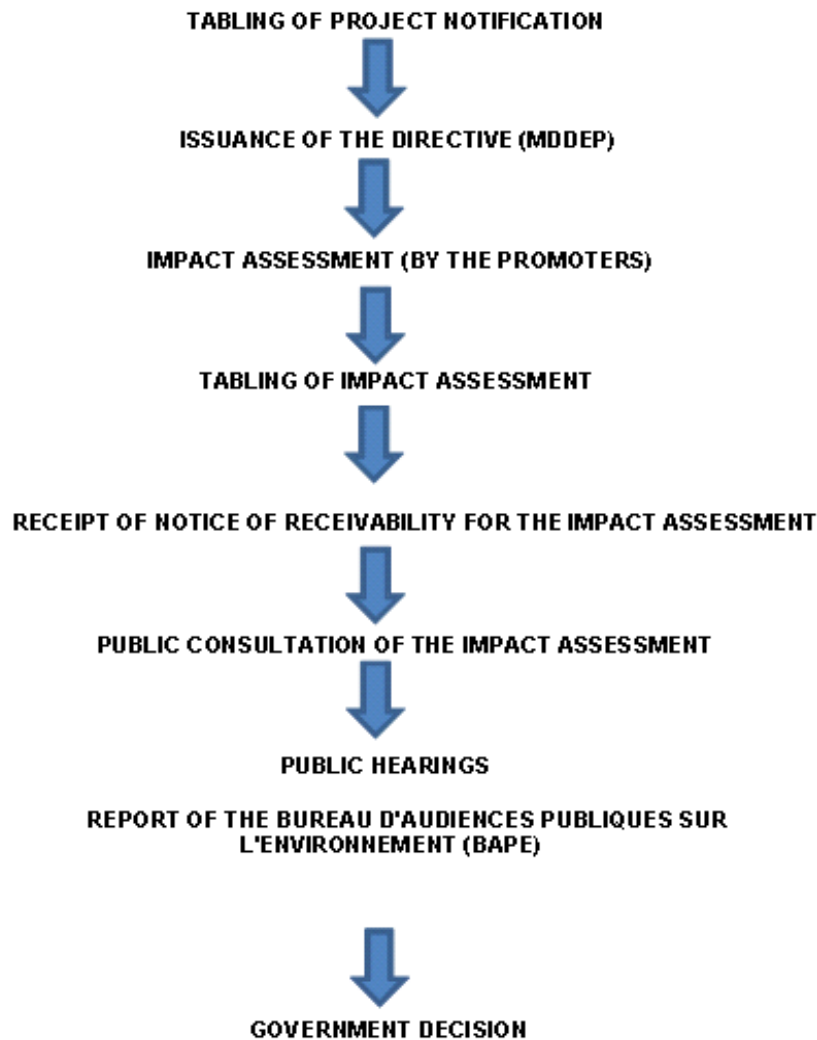 TABLING OF PROJECT NOTIFICATION
ISSUANCE OF THE DIRECTIVE (MDDEP)
IMPACT ASSESSMENT (BY THE PROMOTERS)
TABLING OF IMPACT ASSESSMENT
RECEIPT OF NOTICE OF RECEIVABILITY FOR THE IMPACT ASSESSMENT
PUBLIC CONSULTATION OF THE IMPACT ASSESSMENT
PUBLIC HEARINGS
REPORT OF THE BUREAU D'AUDIENCES PUBLIQUES SUR
L'ENVIRONNEMENT (BAPE)
GOVERNMENT DECISION